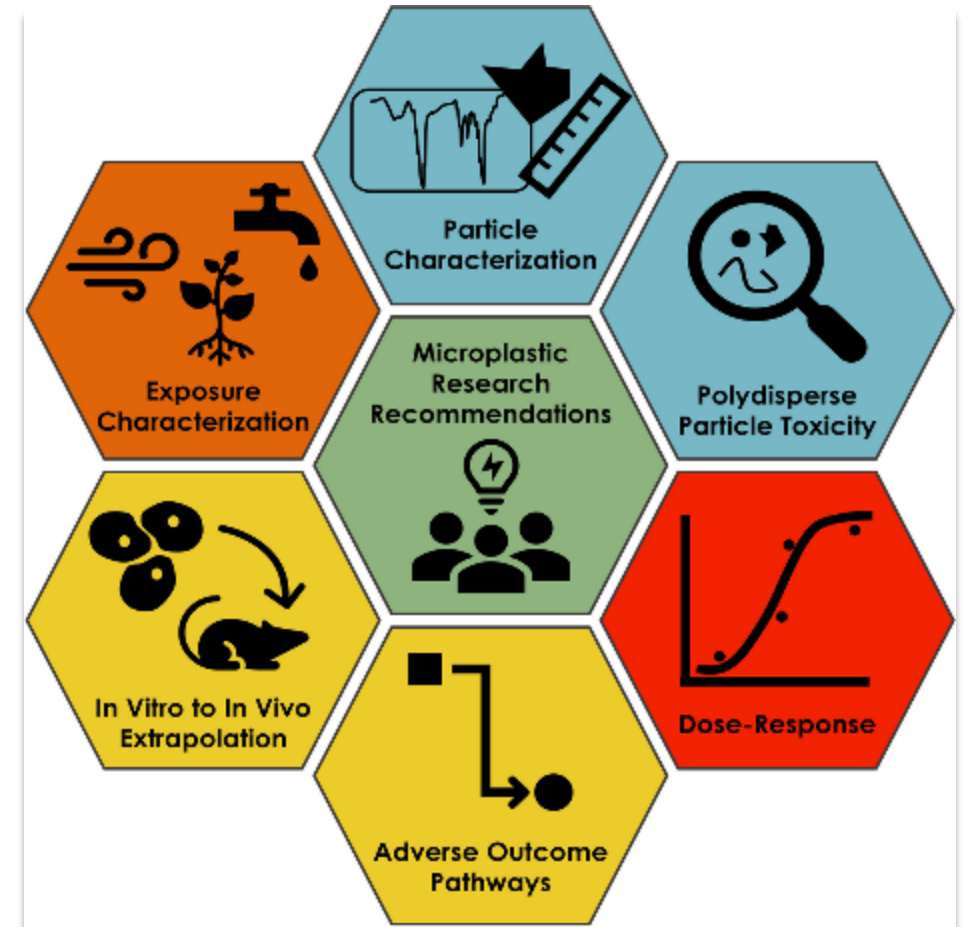 Particle
Characterization
Exposure
Characterization
Polydisperse
Particle Toxicity
Microplastic
Research
Recommendations
In Vitro to In Vivo
Extrapolation
Dose-Response
Adverse Outcome
Pathways